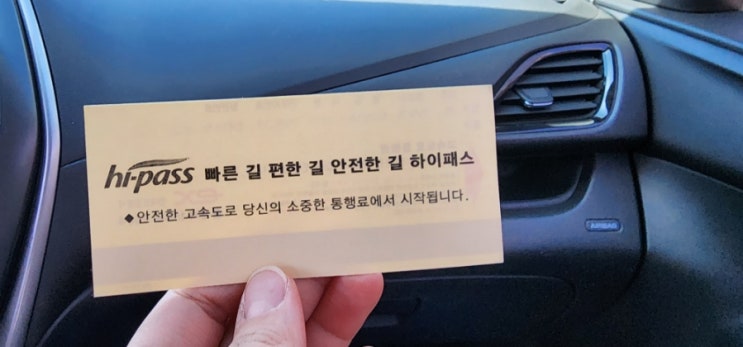 hi-pass 빠른 길 편한 길 안전한 길 하이패스
◆안전한 고속도로 당신의 소중한 통행료에서 시작됩니다.
AIRBAG